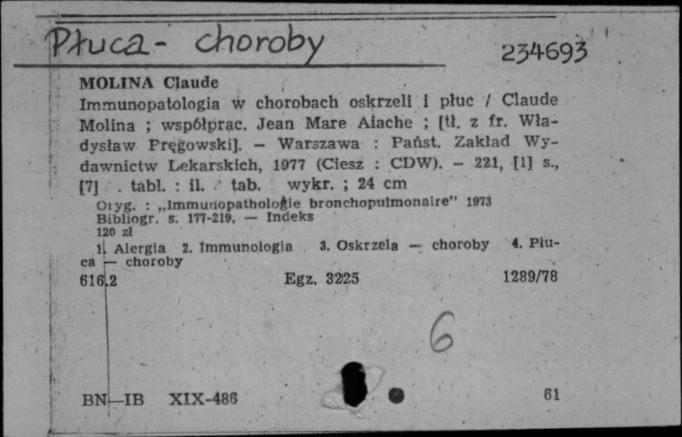 Płuca - choroby
234693
MOLINA Claude
Immunopatologia w chorobach oskrzeli i płuc / Claude
Molina ; współprac. Jean Mare Aiache ; [tł. z fr. Wła-
dysław Pręgowski]. — Warszawa : Państ. Zakład Wy-
dawnictw Lekarskich, 1977 (Ciesz : CDW). — 221, [1] s.,
[7] . tabl. : il. tab. wykr. ; 24 cm
Oryg. : „Immunopathologie bronchopulmonaire” 1973
Bibliogr. s. 177-219. — Indeks
120 zł
1. Alergia 2. Immunologia 3. Oskrzela — choroby 4. Płu-
ca — choroby
616.2 Egz. 3225 1289/78
6
BN—IB XIX-486 61